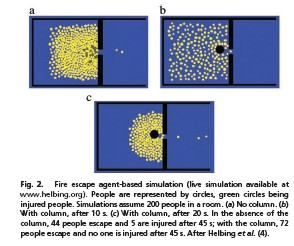 a
b
c
Fig. 2. Fire escape agent-based simulation (live simulation available at
www.helbing.org). People are represented by circles, green circles being
injured people. Simulations assume 200 people in a room. (a) No column. (b)
With column, after 10 s. (c) With column, after 20 s. In the absence of the
column, 44 people escape and 5 are injured after 45 s; with the column, 72
people escape and no one is injured after 45 s. After Helbing et al. (4).